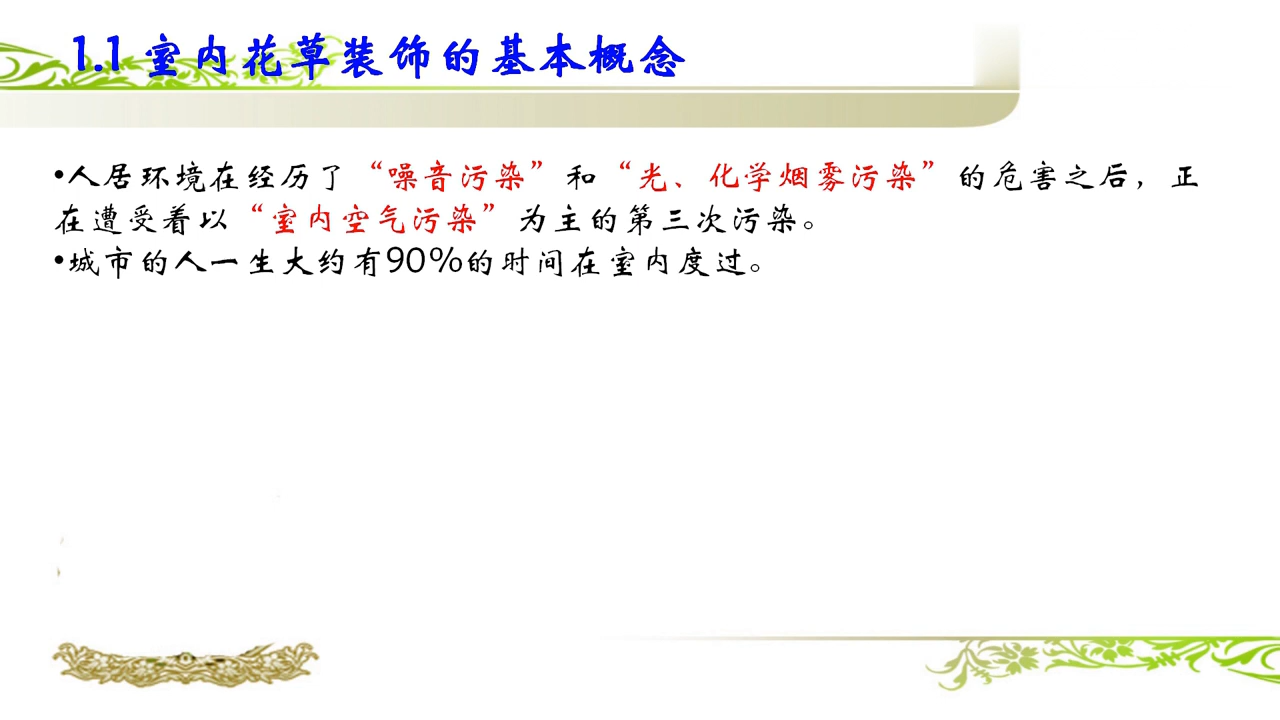 1.1 室内花草装饰的基本概念
•人居环境在经历了“噪音污染”和“光、化学烟雾污染”的危害之后，正
在遭受着以“室内空气污染”为主的第三次污染。
•城市的人一生大约有90%的时间在室内度过。